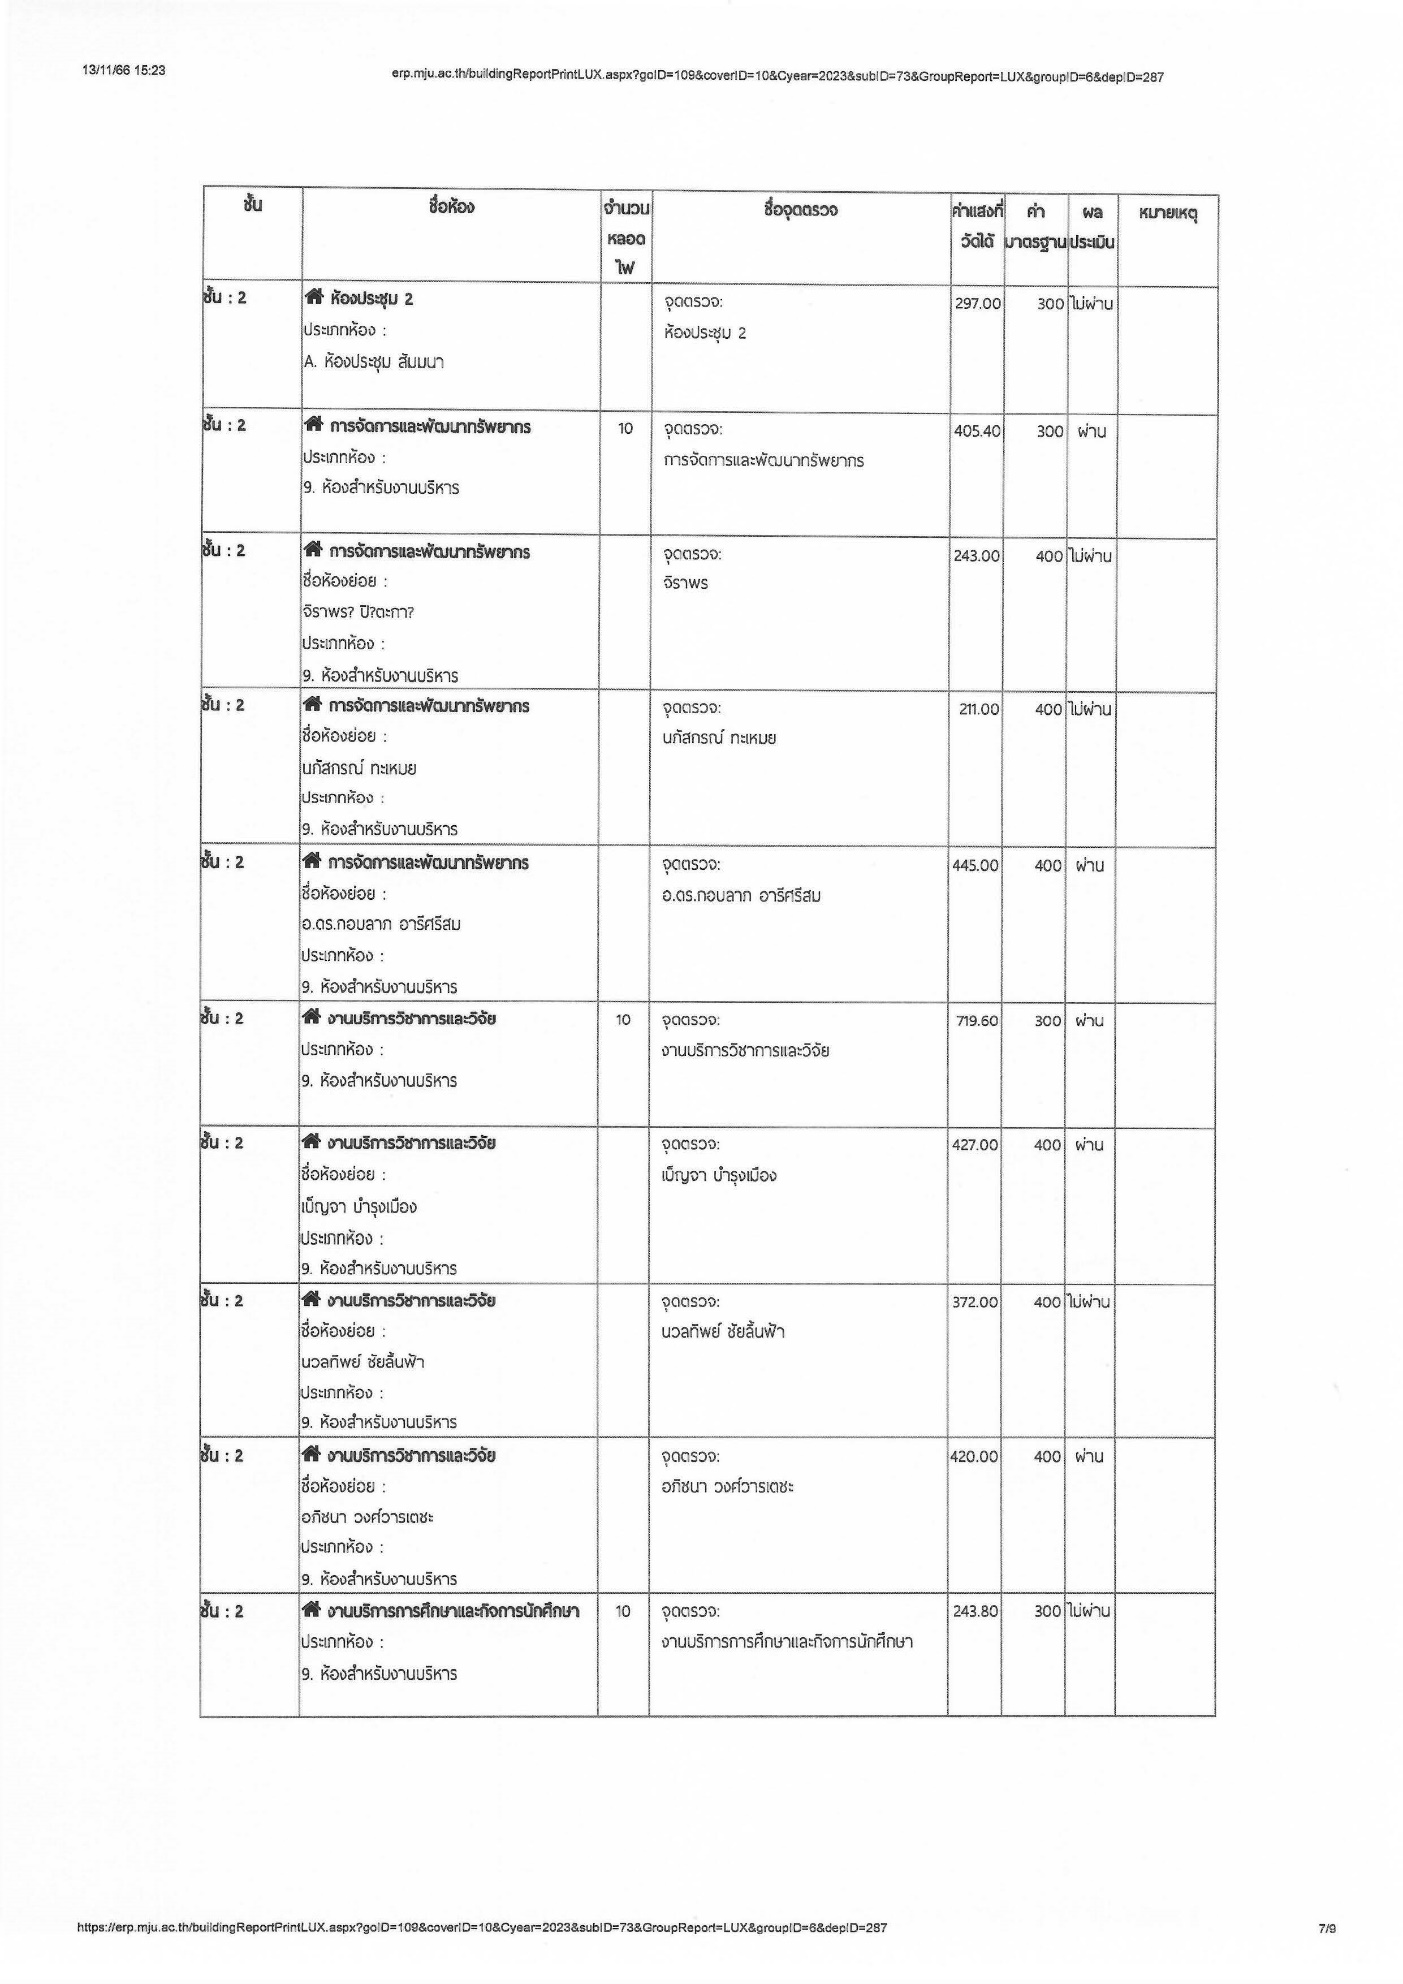 13/11/66 15:23
erp.mju.ac.th/buildingReportPrintLUX.aspx?goID=109&coverID=10&Cyear=2023&subID=73&GroupReport=LUX&groupID=6&depID=287
ชั้น ชื่อห้อง จำนวน ชื่อจุดตรวจ ค่าแสงที่ ค่า ผล หมายเหตุ
หลอด วัดได้ มาตรฐาน ประเมิน
ไฟ
ชั้น : 2 ห้องประชุม 2 จุดตรวจ: 297.00 300 ไม่ผ่าน
ประเภทห้อง : ห้องประชุม 2
A. ห้องประชุม สัมมนา
ชั้น : 2 การจัดการและพัฒนาทรัพยากร 10 จุดตรวจ: 405.40 300 ผ่าน
ประเภทห้อง : การจัดการและพัฒนาทรัพยากร
9. ห้องสำหรับงานบริหาร
ชั้น : 2 การจัดการและพัฒนาทรัพยากร จุดตรวจ: 243.00 400 ไม่ผ่าน
ชื่อห้องย่อย : จิราพร
จิราพร? ปิ?ตะกา?
ประเภทห้อง :
9. ห้องสำหรับงานบริหาร
ชั้น : 2 การจัดการและพัฒนาทรัพยากร จุดตรวจ: 211.00 400 ไม่ผ่าน
ชื่อห้องย่อย : นภัสกรณ์ ทะเหมย
นภัสกรณ์ ทะเหมย
ประเภทห้อง :
9. ห้องสำหรับงานบริหาร
ชั้น : 2 การจัดการและพัฒนาทรัพยากร จุดตรวจ: 445.00 400 ผ่าน
ชื่อห้องย่อย : อ.ดร.กอบลาภ อารีศรีสม
อ.ดร.กอบลาภ อารีศรีสม
ประเภทห้อง :
9. ห้องสำหรับงานบริหาร
ชั้น : 2 งานบริการวิชาการและวิจัย 10 จุดตรวจ: 719.60 300 ผ่าน
ประเภทห้อง : งานบริการวิชาการและวิจัย
9. ห้องสำหรับงานบริหาร
ชั้น : 2 งานบริการวิชาการและวิจัย จุดตรวจ: 427.00 400 ผ่าน
ชื่อห้องย่อย : เบ็ญจา บำรุงเมือง
เบ็ญจา บำรุงเมือง
ประเภทห้อง :
9. ห้องสำหรับงานบริหาร
ชั้น : 2 งานบริการวิชาการและวิจัย จุดตรวจ: 372.00 400 ไม่ผ่าน
ชื่อห้องย่อย : นวลทิพย์ ชัยลิ้นฟ้า
นวลทิพย์ ชัยลิ้นฟ้า
ประเภทห้อง :
9. ห้องสำหรับงานบริหาร
ชั้น : 2 งานบริการวิชาการและวิจัย จุดตรวจ: 420.00 400 ผ่าน
ชื่อห้องย่อย : อภิชนา วงศ์วารเตชะ
อภิชนา วงศ์วารเตชะ
ประเภทห้อง :
9. ห้องสำหรับงานบริหาร
ชั้น : 2 งานบริการการศึกษาและกิจการนักศึกษา 10 จุดตรวจ: 243.80 300 ไม่ผ่าน
ประเภทห้อง : งานบริการการศึกษาและกิจการนักศึกษา
9. ห้องสำหรับงานบริหาร
https://erp.mju.ac.th/buildingReportPrintLUX.aspx?goID=109&coverID=10&Cyear=2023&subID=73&GroupReport=LUX&groupID=6&depID=287 7/9